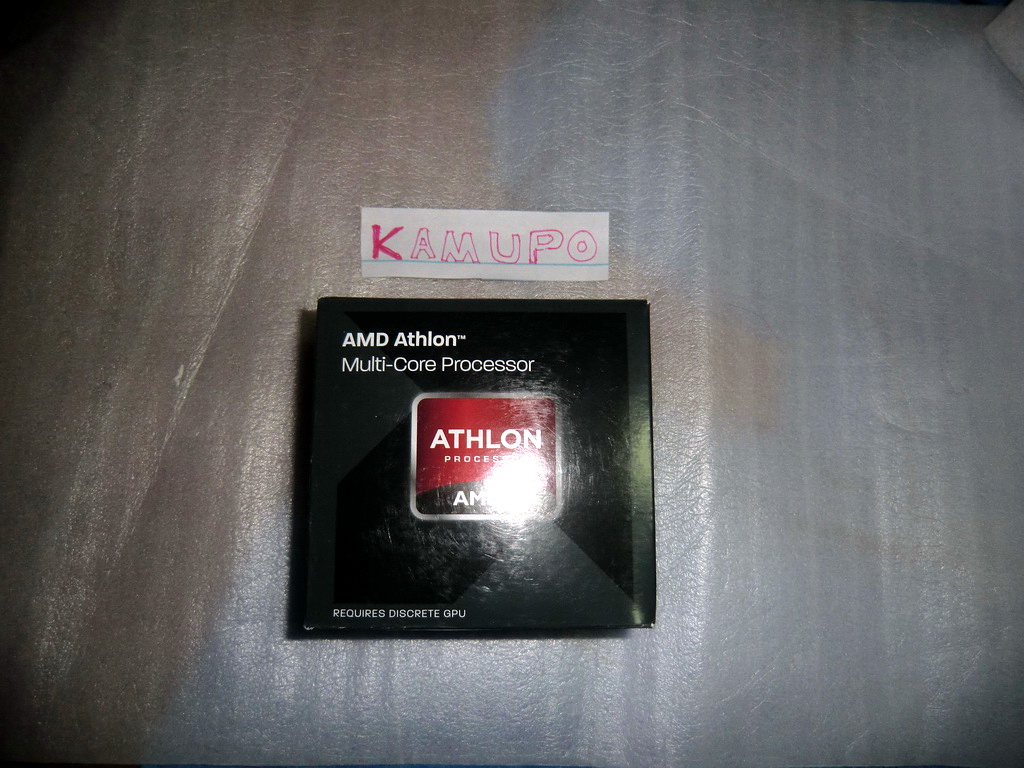 KAMUPO
AMD Athlon™
Multi-Core Processor
ATHLON
REQUIRES DISCRETE GPU